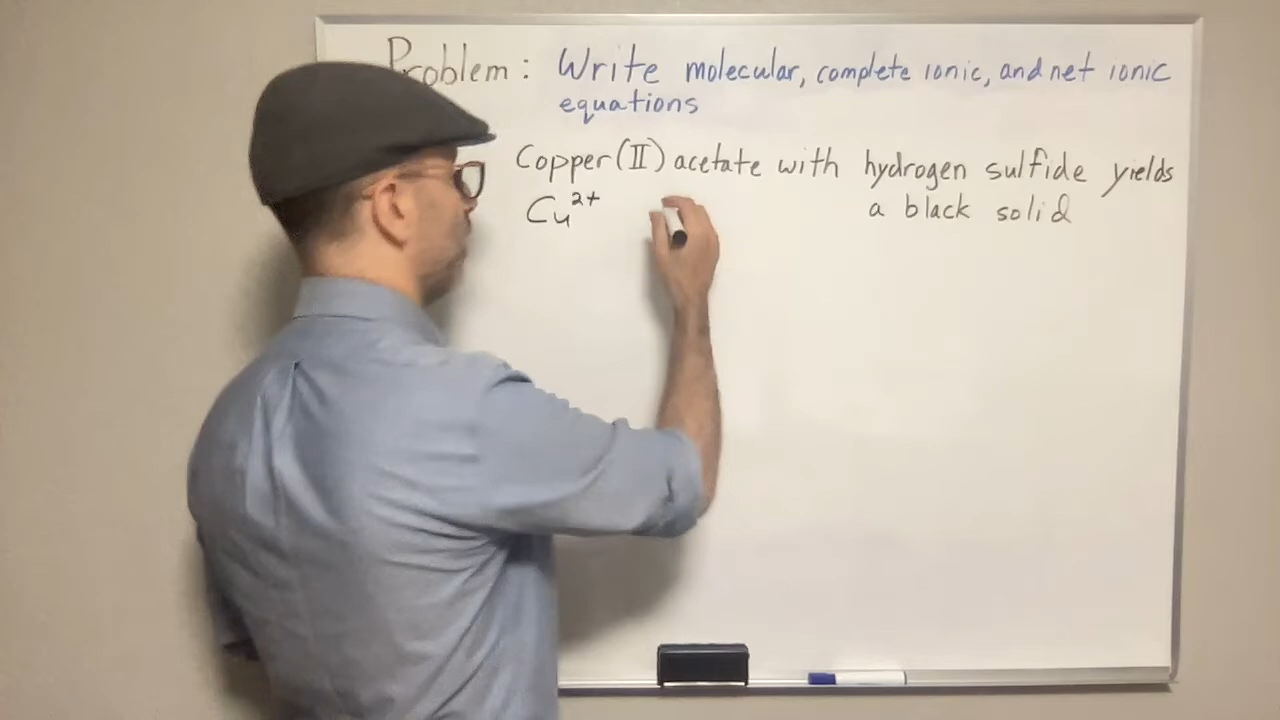 Problem: Write molecular, complete ionic, and net ionic
equations
Copper(II) acetate with hydrogen sulfide yields
a black solid
Cu²⁺